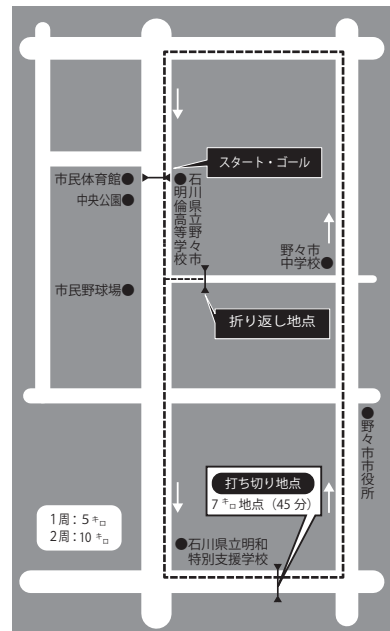 スタート・ゴール
市民体育館
中央公園
石川県立野々市
明倫高等学校
野々市
中学校
市民野球場
折り返し地点
野々市市役所
打ち切り地点
7㌔地点（45分）
1周：5㌔
2周：10㌔
石川県立明和
特別支援学校